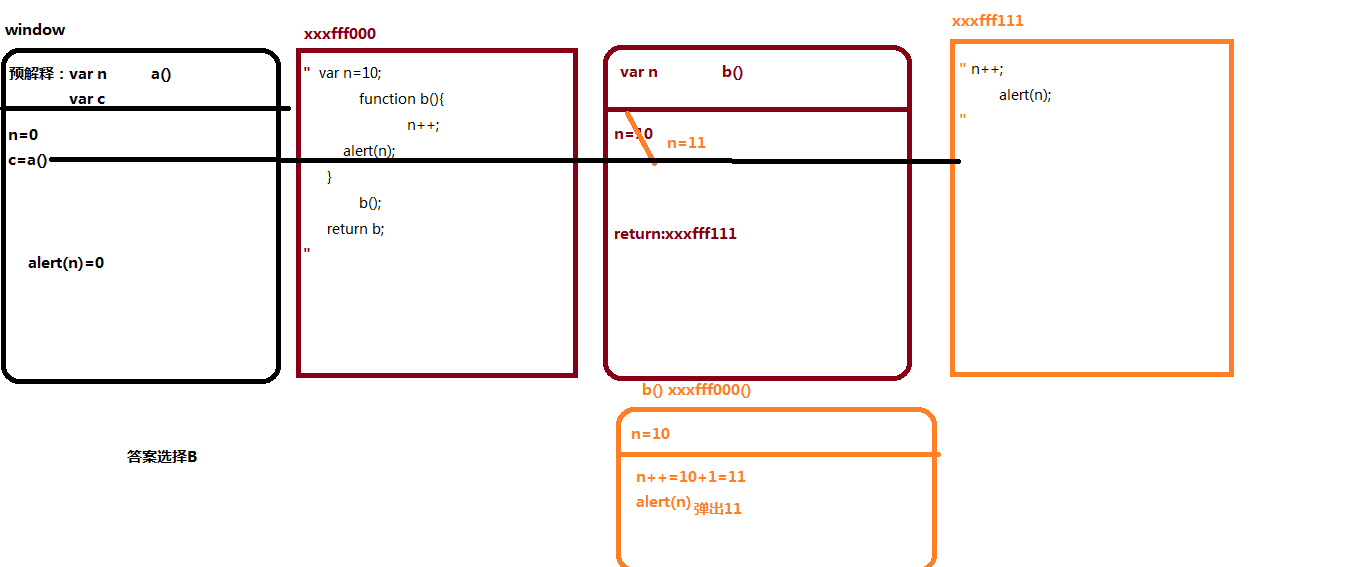 window
预解释：var n a()
var c
n=0
c=a()
alert(n)=0
xxxfff000
" var n=10;
function b(){
n++;
alert(n);
}
b();
return b;
"
var n b()
n=10
n=11
return:xxxfff111
xxxfff111
" n++;
alert(n);
"
b() xxxfff000()
n=10
n++=10+1=11
alert(n) 弹出11
答案选择B